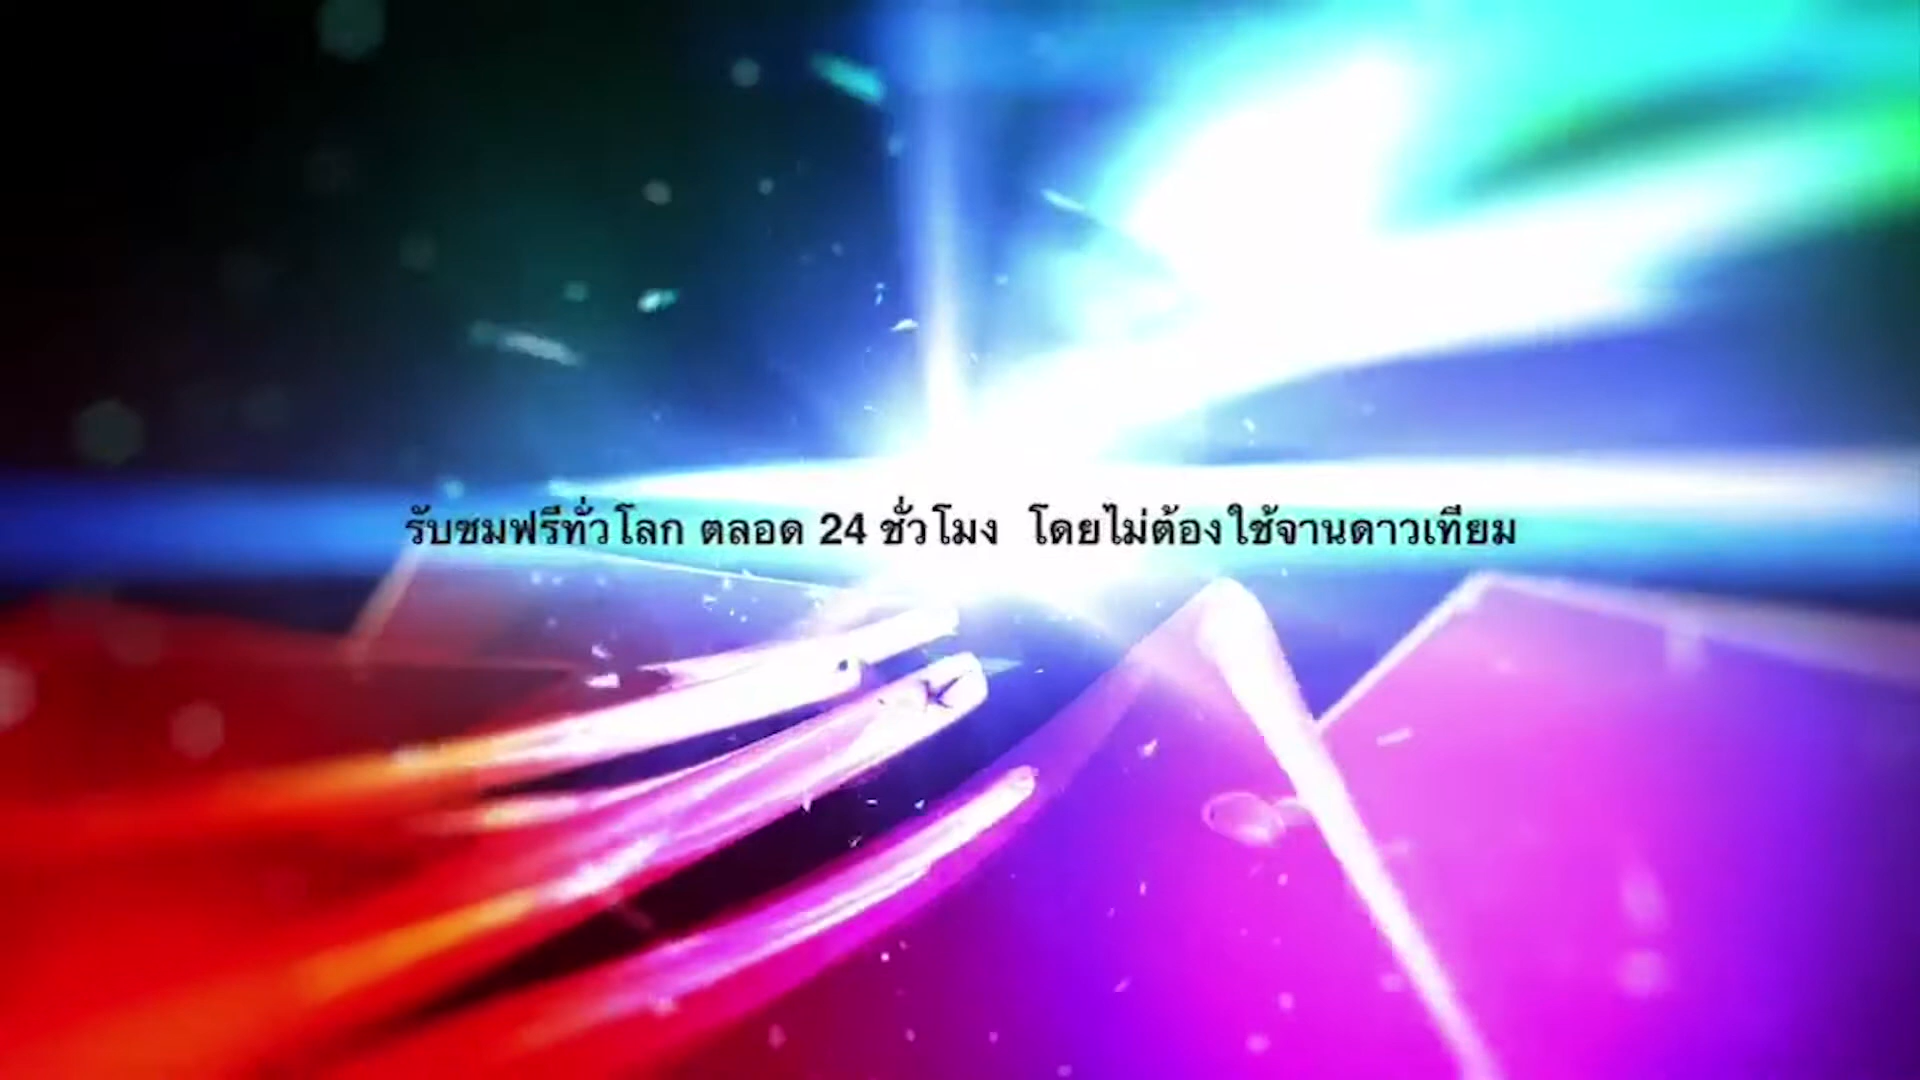 รับชมฟรีทั่วโลก ตลอด 24 ชั่วโมง โดยไม่ต้องใช้จานดาวเทียม